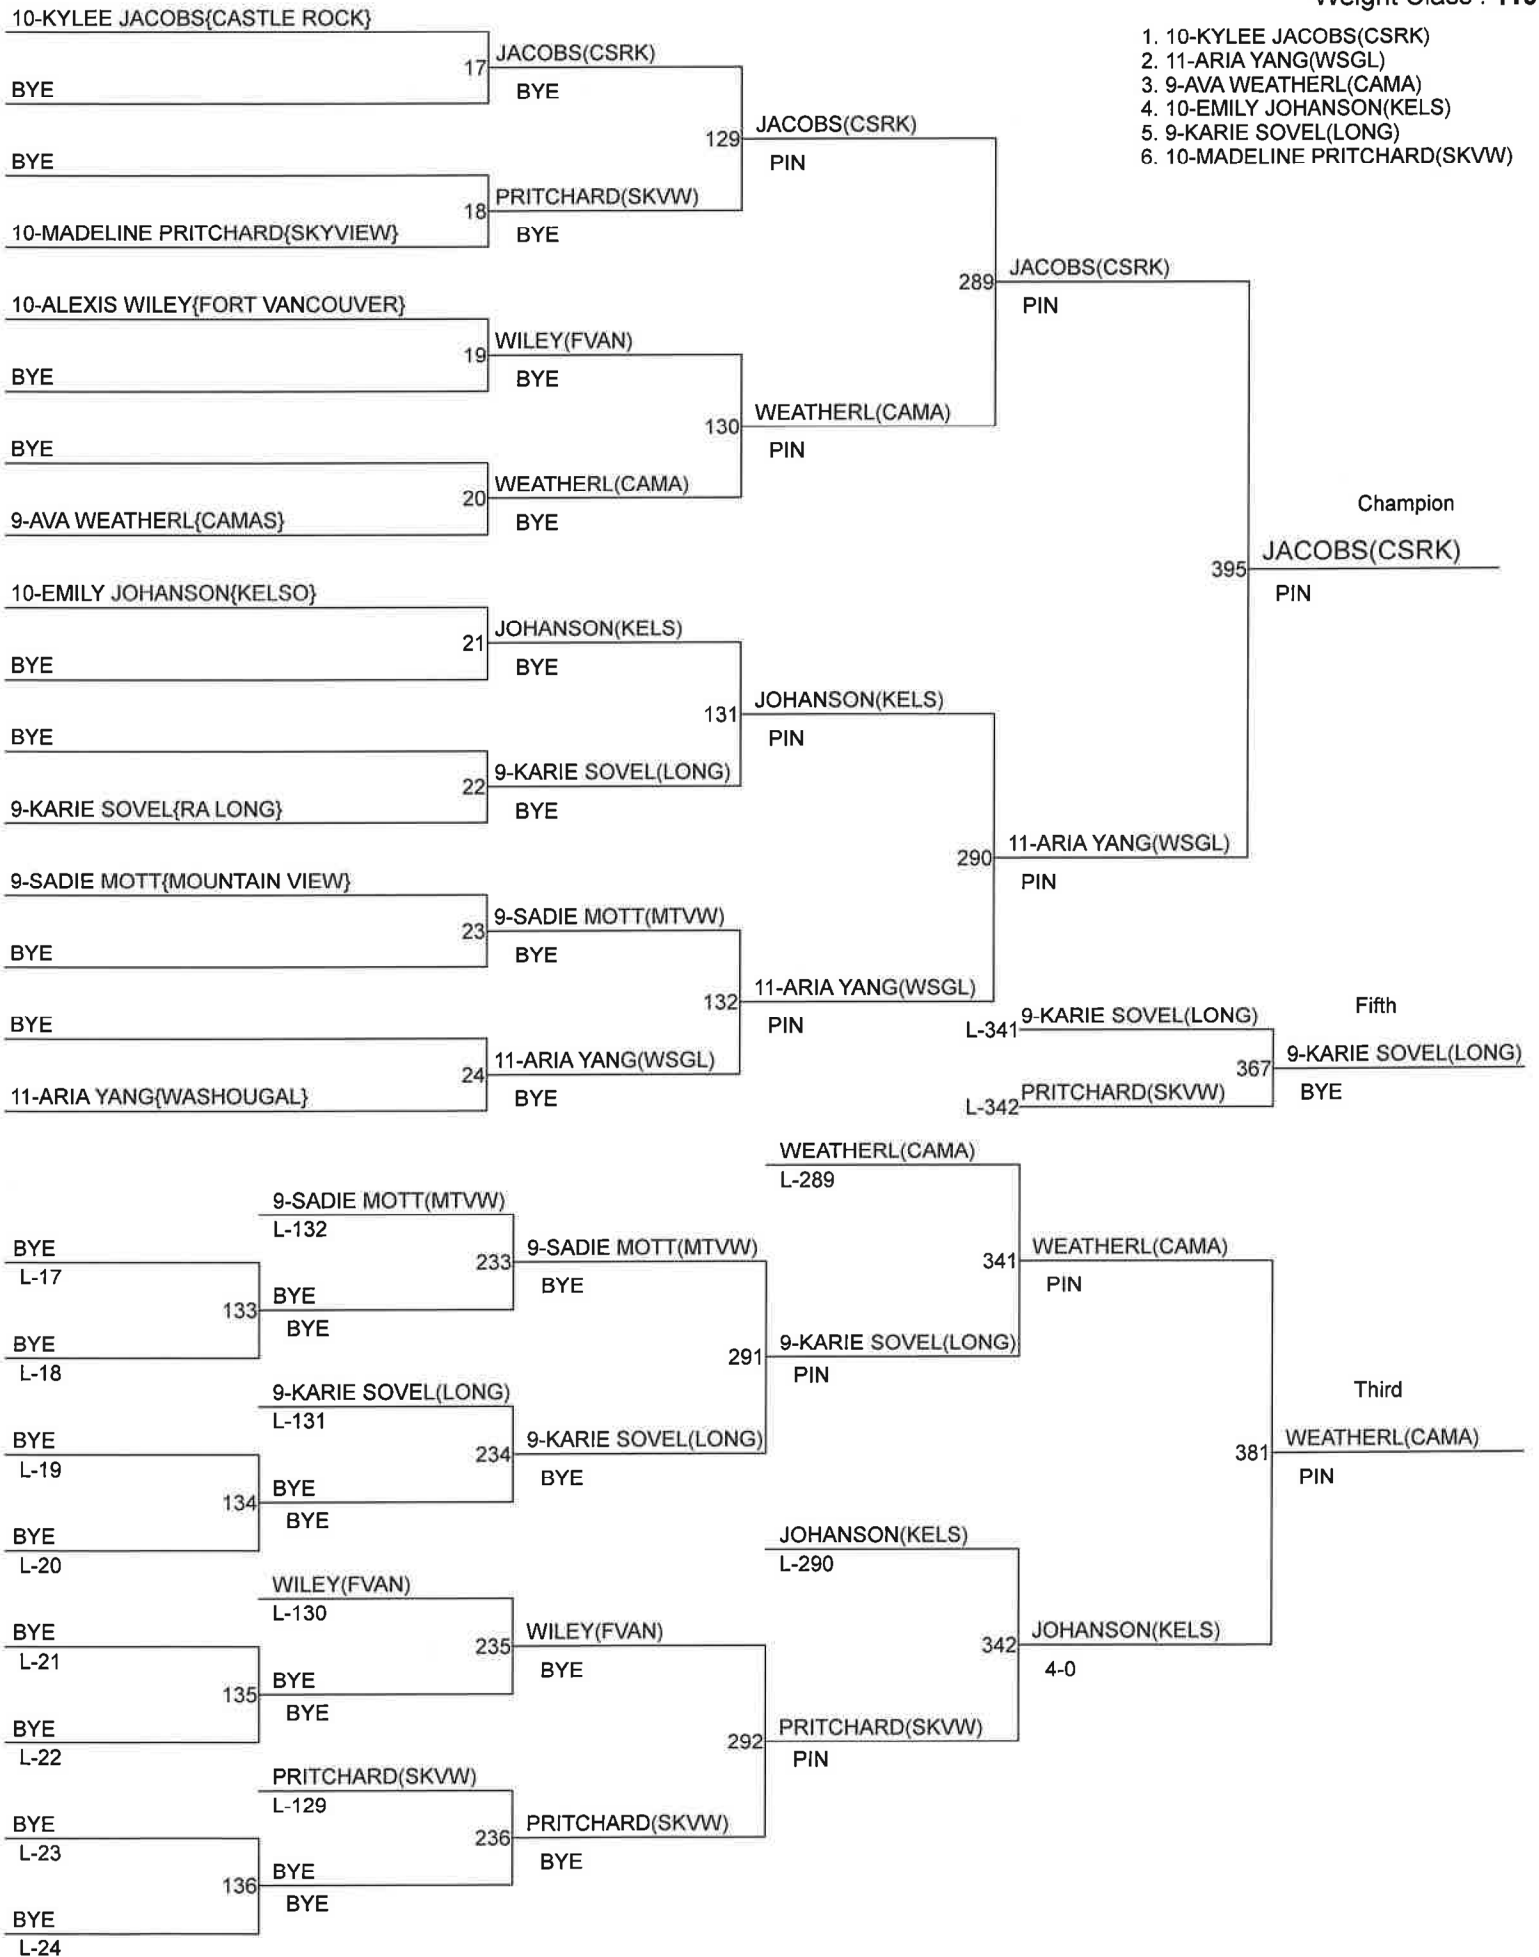 Weight Class :
1. 10-KYLEE JACOBS(CSRK)
2. 11-ARIA YANG(WSGL)
3. 9-AVA WEATHERL(CAMA)
4. 10-EMILY JOHANSON(KELS)
5. 9-KARIE SOVEL(LONG)
6. 10-MADELINE PRITCHARD(SKVW)
10-KYLEE JACOBS{CASTLE ROCK}
17 JACOBS(CSRK)
BYE
BYE
129 JACOBS(CSRK)
PIN
BYE
18 PRITCHARD(SKVW)
BYE
10-MADELINE PRITCHARD{SKYVIEW}
289 JACOBS(CSRK)
PIN
10-ALEXIS WILEY{FORT VANCOUVER}
19 WILEY(FVAN)
BYE
BYE
130 WEATHERL(CAMA)
PIN
BYE
20 WEATHERL(CAMA)
BYE
9-AVA WEATHERL{CAMAS}
Champion
395 JACOBS(CSRK)
PIN
10-EMILY JOHANSON{KELSO}
21 JOHANSON(KELS)
BYE
BYE
131 JOHANSON(KELS)
PIN
BYE
22 9-KARIE SOVEL(LONG)
BYE
9-KARIE SOVEL{RA LONG}
290 11-ARIA YANG(WSGL)
PIN
9-SADIE MOTT{MOUNTAIN VIEW}
23 9-SADIE MOTT(MTVW)
BYE
BYE
132 11-ARIA YANG(WSGL)
PIN
BYE
24 11-ARIA YANG(WSGL)
BYE
11-ARIA YANG{WASHOUGAL}
Fifth
L-341 9-KARIE SOVEL(LONG)
367 9-KARIE SOVEL(LONG)
BYE
L-342 PRITCHARD(SKVW)
WEATHERL(CAMA)
L-289
9-SADIE MOTT(MTVW)
L-132
BYE
L-17
233 9-SADIE MOTT(MTVW)
BYE
133 BYE
BYE
BYE
L-18
341 WEATHERL(CAMA)
PIN
291 9-KARIE SOVEL(LONG)
PIN
9-KARIE SOVEL(LONG)
L-131
BYE
L-19
234 9-KARIE SOVEL(LONG)
BYE
134 BYE
BYE
BYE
L-20
Third
381 WEATHERL(CAMA)
PIN
JOHANSON(KELS)
L-290
WILEY(FVAN)
L-130
BYE
L-21
235 WILEY(FVAN)
BYE
135 BYE
BYE
BYE
L-22
342 JOHANSON(KELS)
4-0
292 PRITCHARD(SKVW)
PIN
PRITCHARD(SKVW)
L-129
BYE
L-23
236 PRITCHARD(SKVW)
BYE
136 BYE
BYE
BYE
L-24